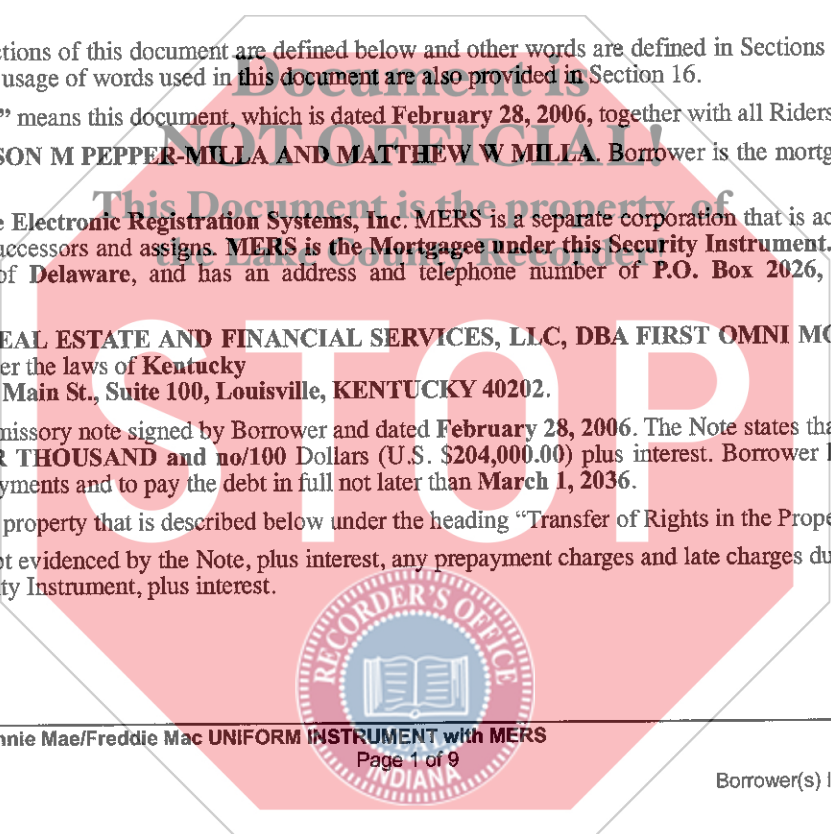 ctions of this document are defined below and other words are defined in Sections
usage of words used in this document are also provided in Section 16.
Document is
” means this document, which is dated February 28, 2006, together with all Riders
NOT OFFICIAL!
SON M PEPPER-MILLA AND MATTHEW W MILLA. Borrower is the mortg
This Document is the property of
e Electronic Registration Systems, Inc. MERS is a separate corporation that is ac
uccessors and assigns. MERS is the Mortgagee under this Security Instrument.
the Lake County Recorder!
of Delaware, and has an address and telephone number of P.O. Box 2026,
EAL ESTATE AND FINANCIAL SERVICES, LLC, DBA FIRST OMNI MO
er the laws of Kentucky
Main St., Suite 100, Louisville, KENTUCKY 40202.
STOP
missory note signed by Borrower and dated February 28, 2006. The Note states tha
R THOUSAND and no/100 Dollars (U.S. $204,000.00) plus interest. Borrower
yments and to pay the debt in full not later than March 1, 2036.
property that is described below under the heading “Transfer of Rights in the Prope
bt evidenced by the Note, plus interest, any prepayment charges and late charges du
ty Instrument, plus interest.
RECORDER'S OFFICE
SEAL
INDIANA
nnie Mae/Freddie Mac UNIFORM INSTRUMENT with MERS
Page 1 of 9
Borrower(s) I